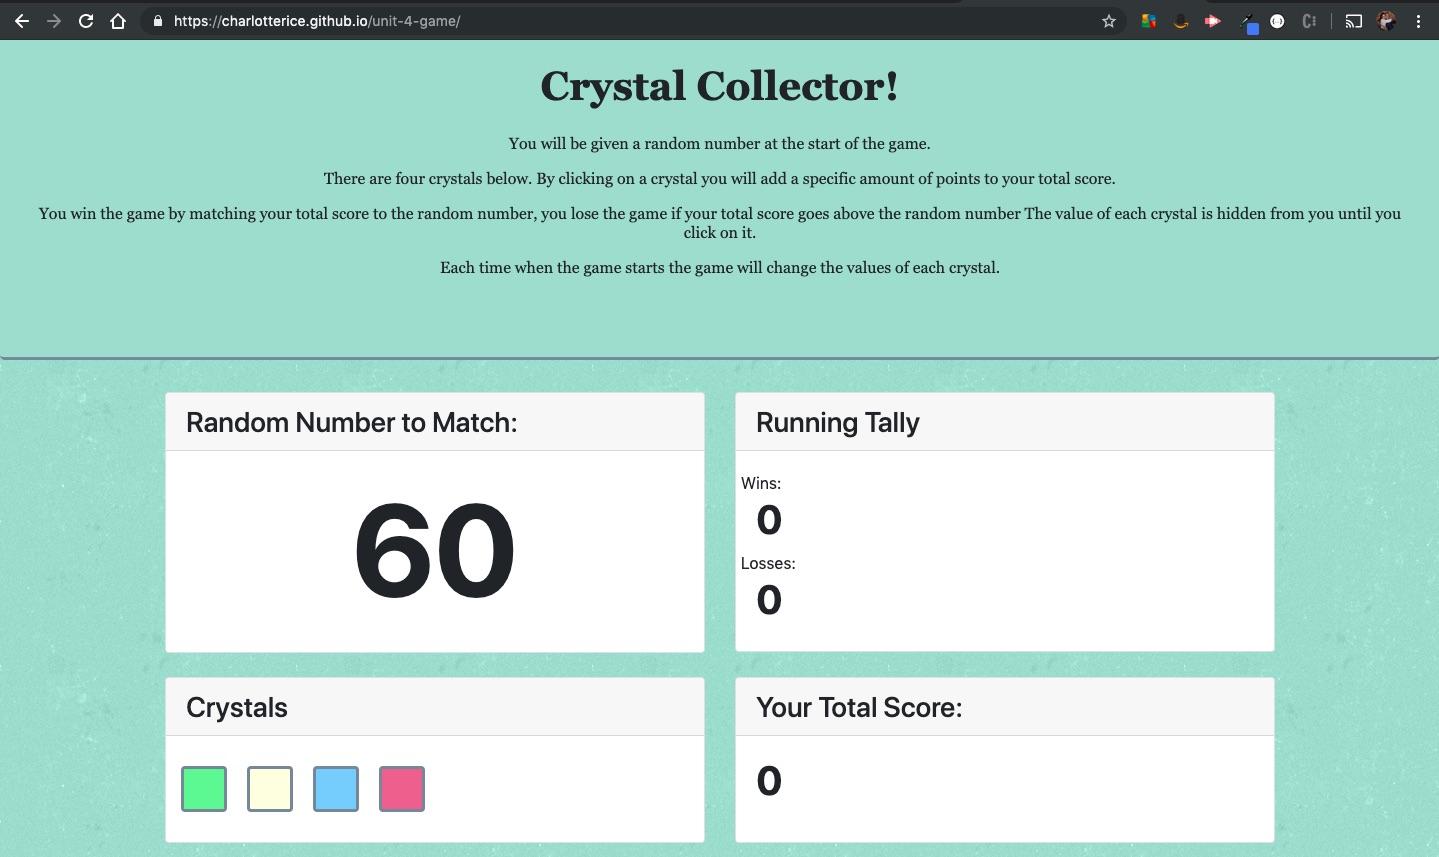 https://charlotterice.github.io/unit-4-game/
Crystal Collector!
You will be given a random number at the start of the game.
There are four crystals below. By clicking on a crystal you will add a specific amount of points to your total score.
You win the game by matching your total score to the random number, you lose the game if your total score goes above the random number The value of each crystal is hidden from you until you
click on it.
Each time when the game starts the game will change the values of each crystal.
Random Number to Match:
60
Running Tally
Wins:
0
Losses:
0
Crystals
Your Total Score:
0